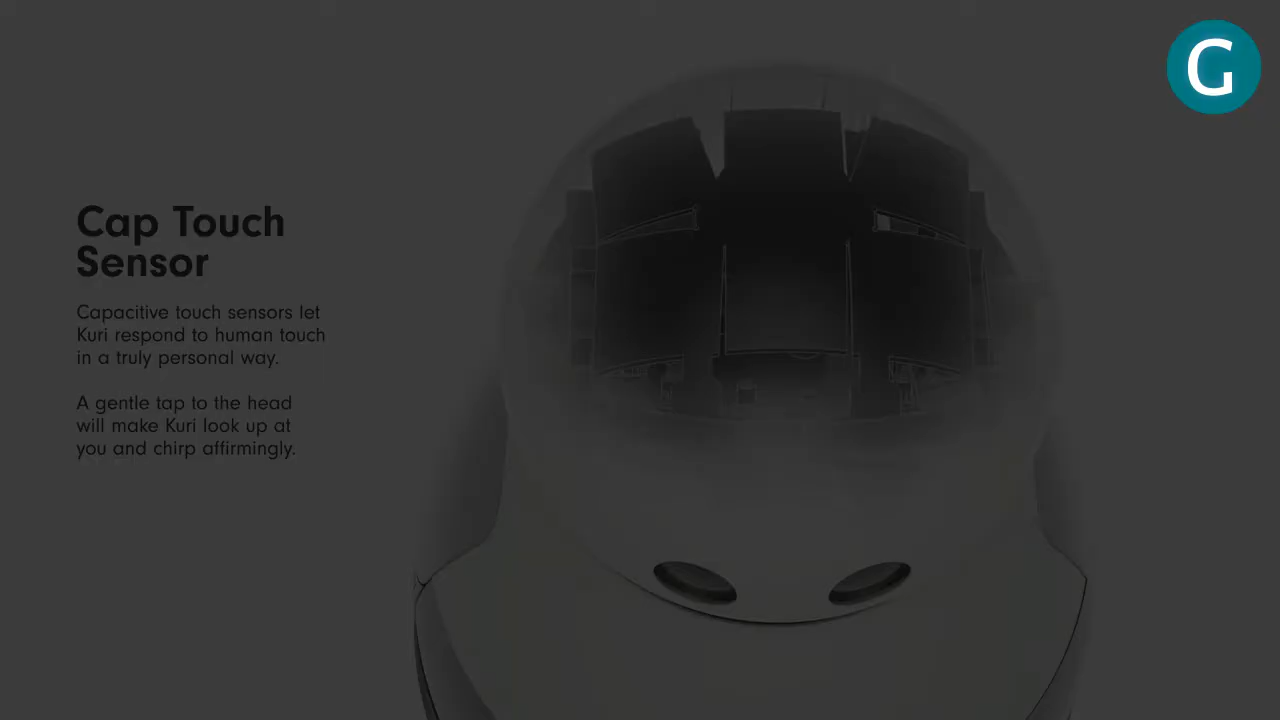 G
Cap Touch
Sensor
Capacitive touch sensors let
Kuri respond to human touch
in a truly personal way.
A gentle tap to the head
will make Kuri look up at
you and chirp affirmingly.